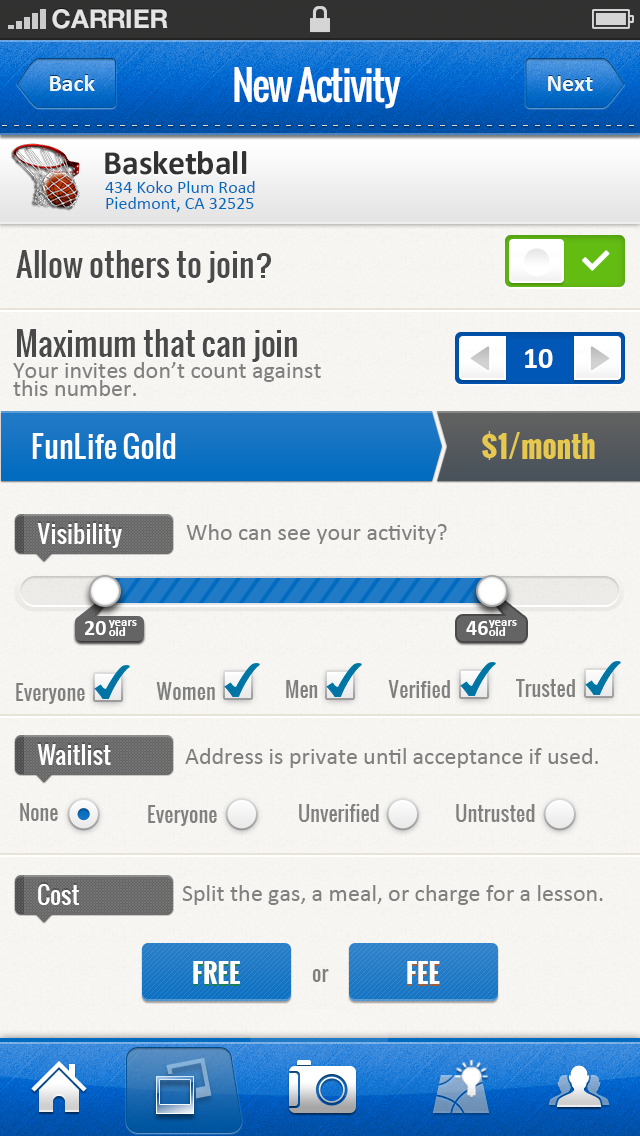 CARRIER
Back
New Activity
Next
Basketball
434 Koko Plum Road
Piedmont, CA 32525
Allow others to join?
Maximum that can join
Your invites don’t count against
this number.
10
FunLife Gold
$1/month
Visibility
Who can see your activity?
20 years old
46 years old
Everyone
Women
Men
Verified
Trusted
Waitlist
Address is private until acceptance if used.
None
Everyone
Unverified
Untrusted
Cost
Split the gas, a meal, or charge for a lesson.
FREE
or
FEE